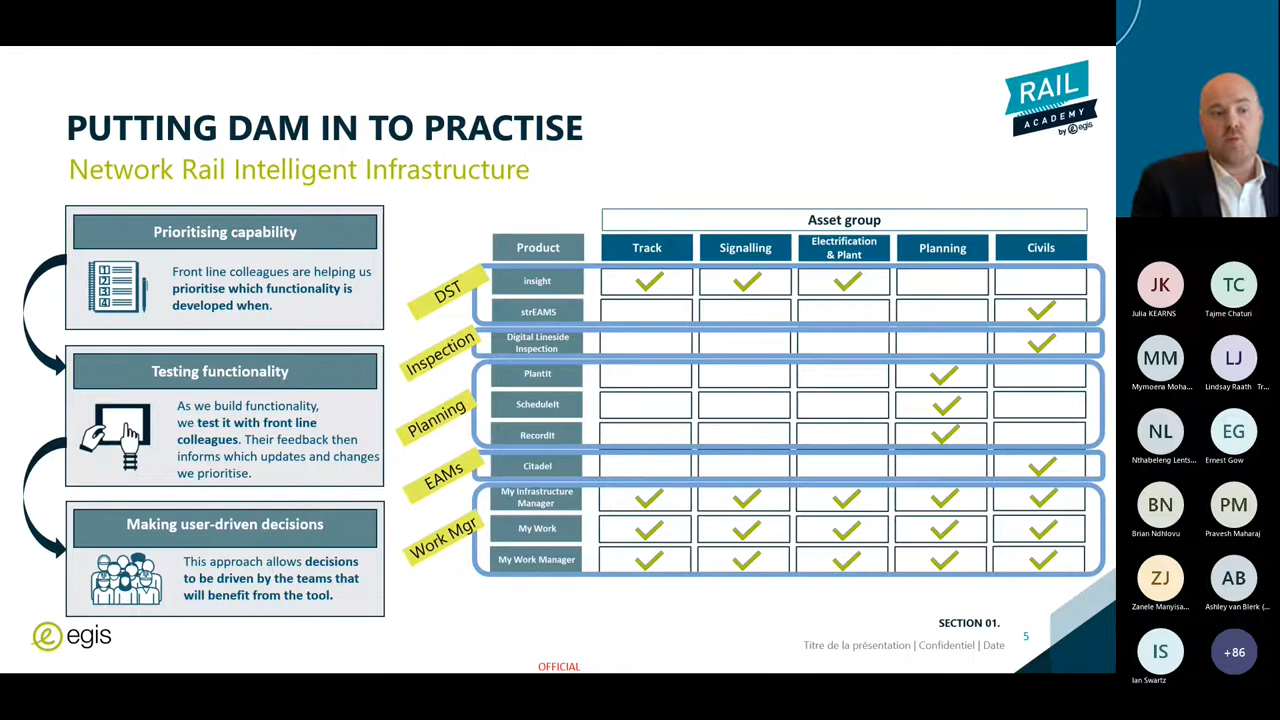 PUTTING DAM IN TO PRACTISE
Network Rail Intelligent Infrastructure
RAIL
ACADEMY
by egis
Prioritising capability
Front line colleagues are helping us
prioritise which functionality is
developed when.
Testing functionality
As we build functionality,
we test it with front line
colleagues. Their feedback then
informs which updates and changes
we prioritise.
Making user-driven decisions
This approach allows decisions
to be driven by the teams that
will benefit from the tool.
Asset group
Product
Track
Signalling
Electrification
& Plant
Planning
Civils
DST
insight
strEAMS
Inspection
Digital Lineside
Inspection
Planning
PlantIt
ScheduleIt
RecordIt
EAMs
Citadel
Work Mgr
My Infrastructure
Manager
My Work
My Work Manager
egis
SECTION 01.
Titre de la présentation | Confidentiel | Date
5
OFFICIAL
JK
Julia KEARNS
TC
Tajme Chaturi
MM
Mymoena Moha...
LJ
Lindsay Raath Tr...
NL
Nthabeleng Lents...
EG
Ernest Gow
BN
Brian Ndhlovu
PM
Pravesh Maharaj
ZJ
Zanele Manyisa...
AB
Ashley van Blerk (...
IS
Ian Swartz
+86